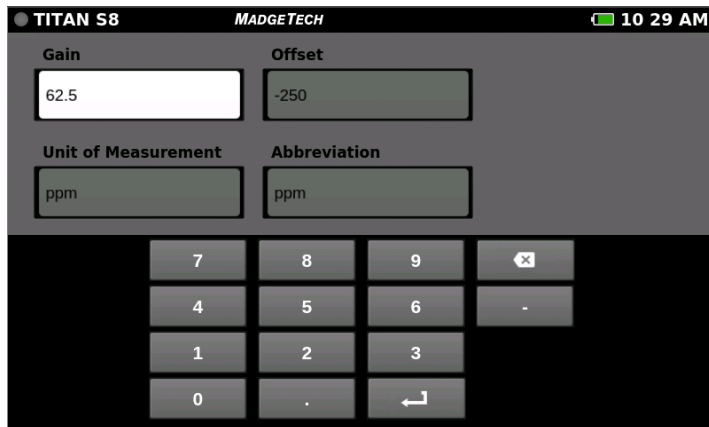 TITAN S8 MADGETECH 10 29 AM
Gain Offset
62.5 -250
Unit of Measurement Abbreviation
ppm ppm
7 8 9
4 5 6 -
1 2 3
0 .